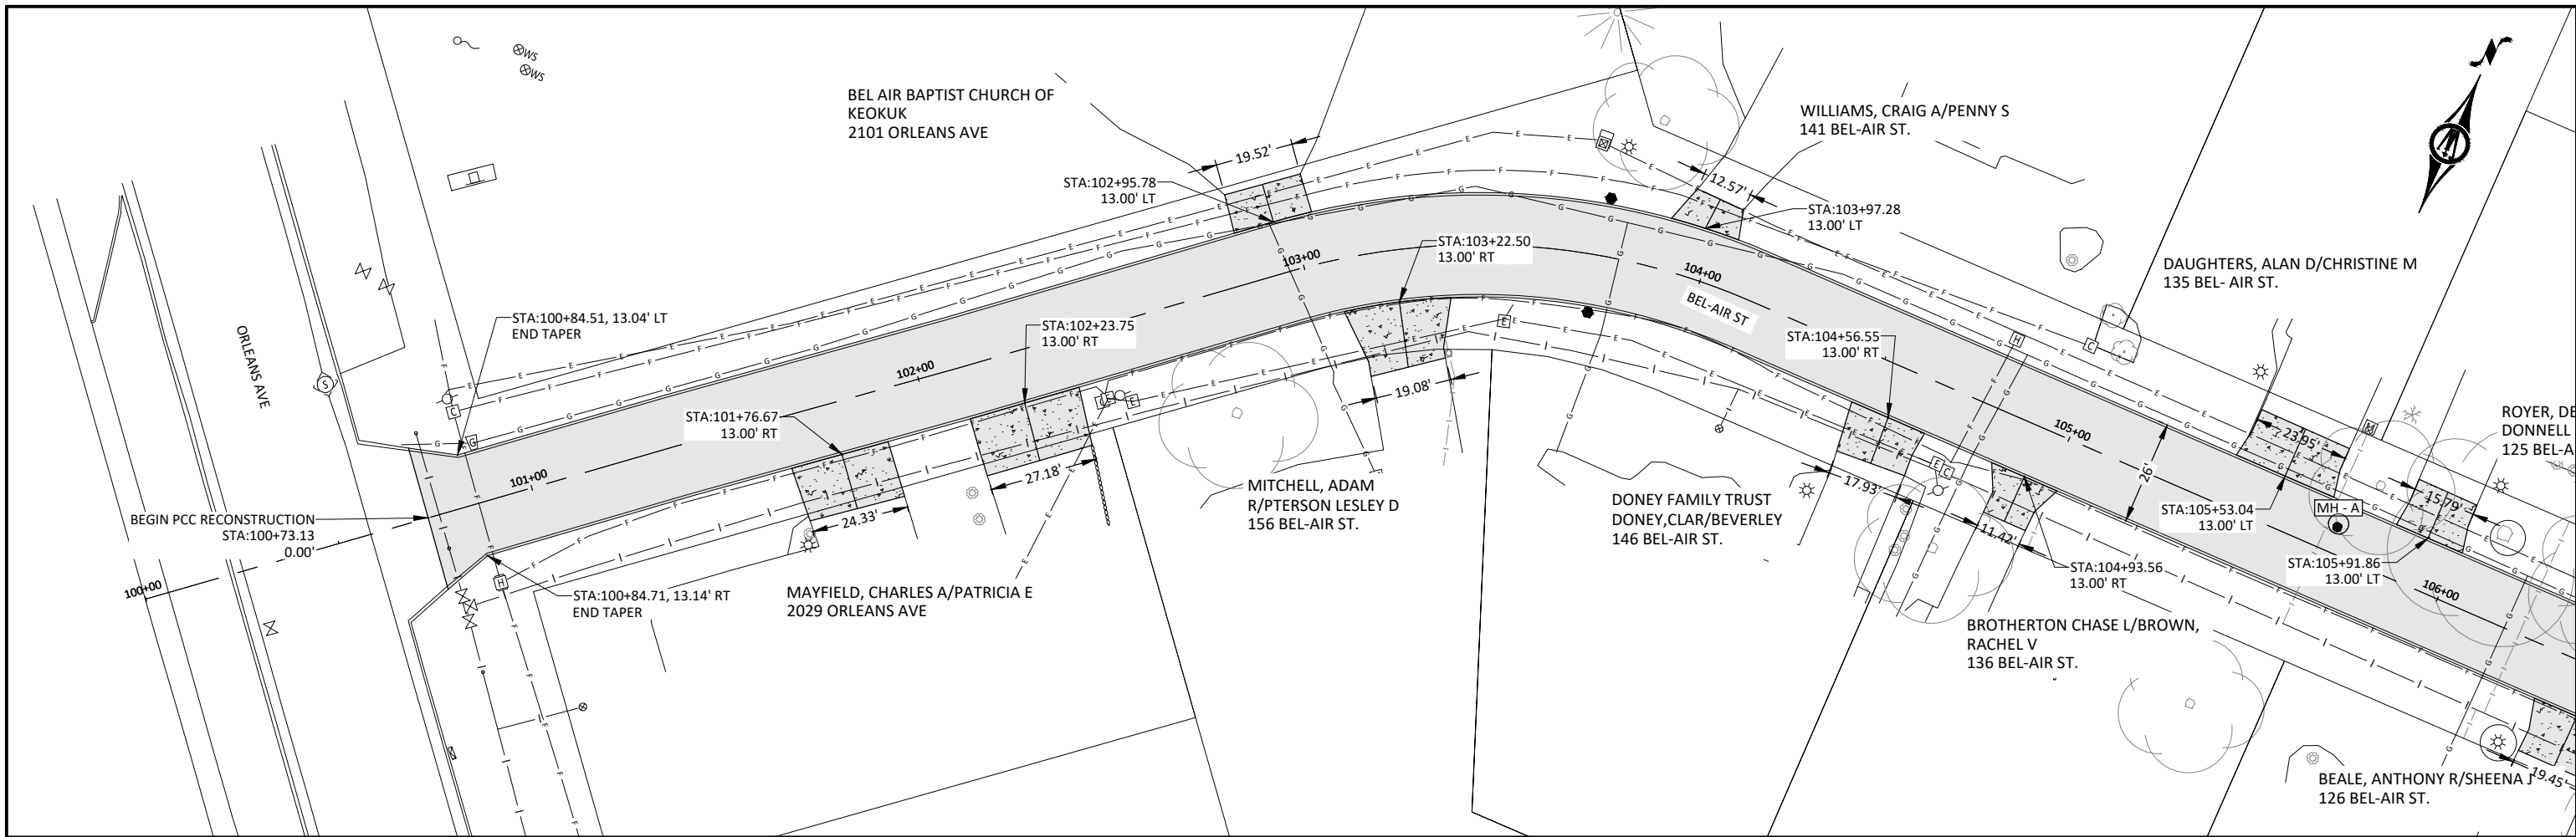 WS
WS
BEL AIR BAPTIST CHURCH OF
KEOKUK
2101 ORLEANS AVE
WILLIAMS, CRAIG A/PENNY S
141 BEL-AIR ST.
N
19.52'
STA:102+95.78
13.00' LT
12.57'
STA:103+97.28
13.00' LT
STA:103+22.50
13.00' RT
103+00
104+00
BEL-AIR ST
DAUGHTERS, ALAN D/CHRISTINE M
135 BEL- AIR ST.
ORLEANS AVE
S
STA:100+84.51, 13.04' LT
END TAPER
STA:102+23.75
13.00' RT
STA:104+56.55
13.00' RT
102+00
19.08'
STA:101+76.67
13.00' RT
ROYER, DE
DONNELL
125 BEL-A
105+00
23.95'
26'
101+00
27.18'
24.33'
MITCHELL, ADAM
R/PTERSON LESLEY D
156 BEL-AIR ST.
DONEY FAMILY TRUST
DONEY,CLAR/BEVERLEY
146 BEL-AIR ST.
17.93'
11.42'
STA:105+53.04
13.00' LT
MH - A
15.79'
BEGIN PCC RECONSTRUCTION
STA:100+73.13
0.00'
100+00
STA:100+84.71, 13.14' RT
END TAPER
MAYFIELD, CHARLES A/PATRICIA E
2029 ORLEANS AVE
STA:104+93.56
13.00' RT
STA:105+91.86
13.00' LT
106+00
BROTHERTON CHASE L/BROWN,
RACHEL V
136 BEL-AIR ST.
BEALE, ANTHONY R/SHEENA J
126 BEL-AIR ST.
19.45'